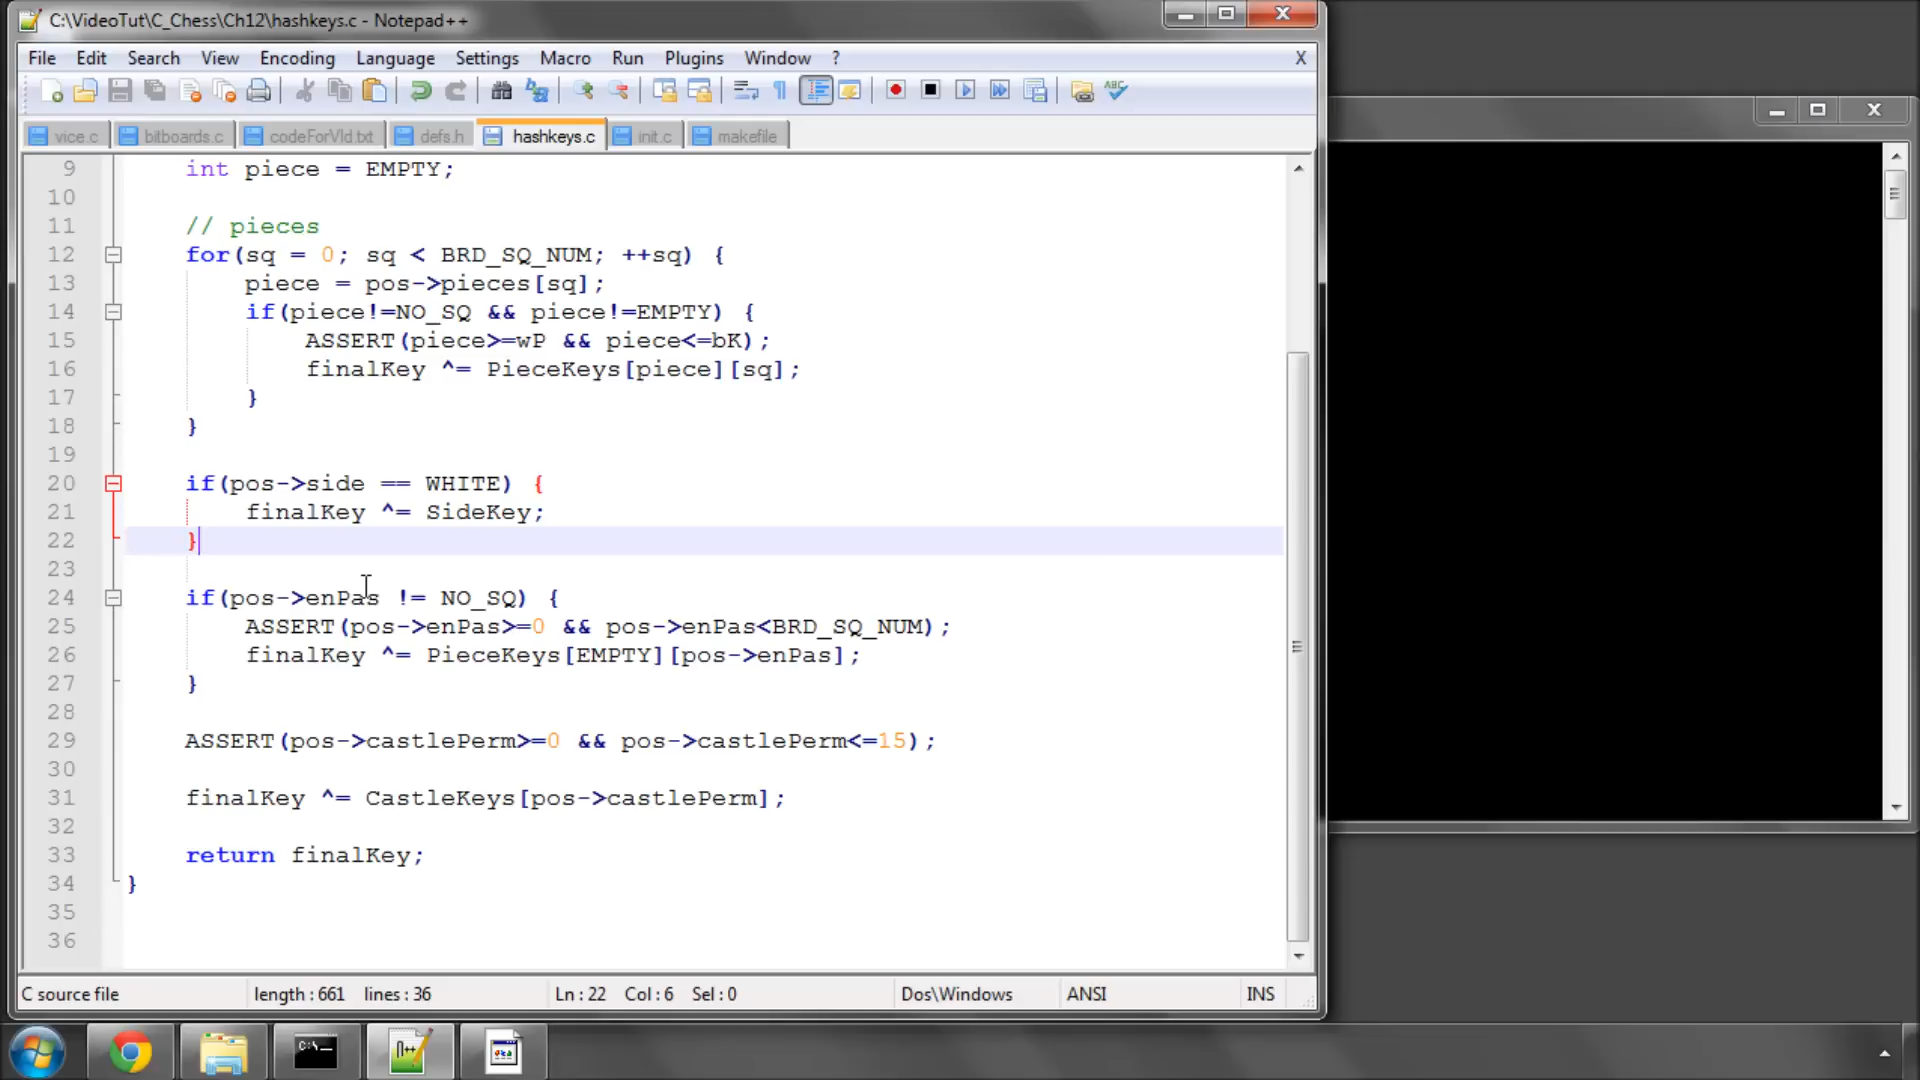 C:\VideoTut\C_Chess\Ch12\hashkeys.c - Notepad++
File Edit Search View Encoding Language Settings Macro Run Plugins Window ? X
vice.c bitboards.c codeForVId.txt defs.h hashkeys.c init.c makefile
9 int piece = EMPTY;
10
11 // pieces
12 for(sq = 0; sq < BRD_SQ_NUM; ++sq) {
13 piece = pos->pieces[sq];
14 if(piece!=NO_SQ && piece!=EMPTY) {
15 ASSERT(piece>=wP && piece<=bK);
16 finalKey ^= PieceKeys[piece][sq];
17 }
18 }
19
20 if(pos->side == WHITE) {
21 finalKey ^= SideKey;
22 }
23
24 if(pos->enPas != NO_SQ) {
25 ASSERT(pos->enPas>=0 && pos->enPas<BRD_SQ_NUM);
26 finalKey ^= PieceKeys[EMPTY][pos->enPas];
27 }
28
29 ASSERT(pos->castlePerm>=0 && pos->castlePerm<=15);
30
31 finalKey ^= CastleKeys[pos->castlePerm];
32
33 return finalKey;
34 }
35
36
C source file length : 661 lines : 36 Ln : 22 Col : 6 Sel : 0 Dos\Windows ANSI INS